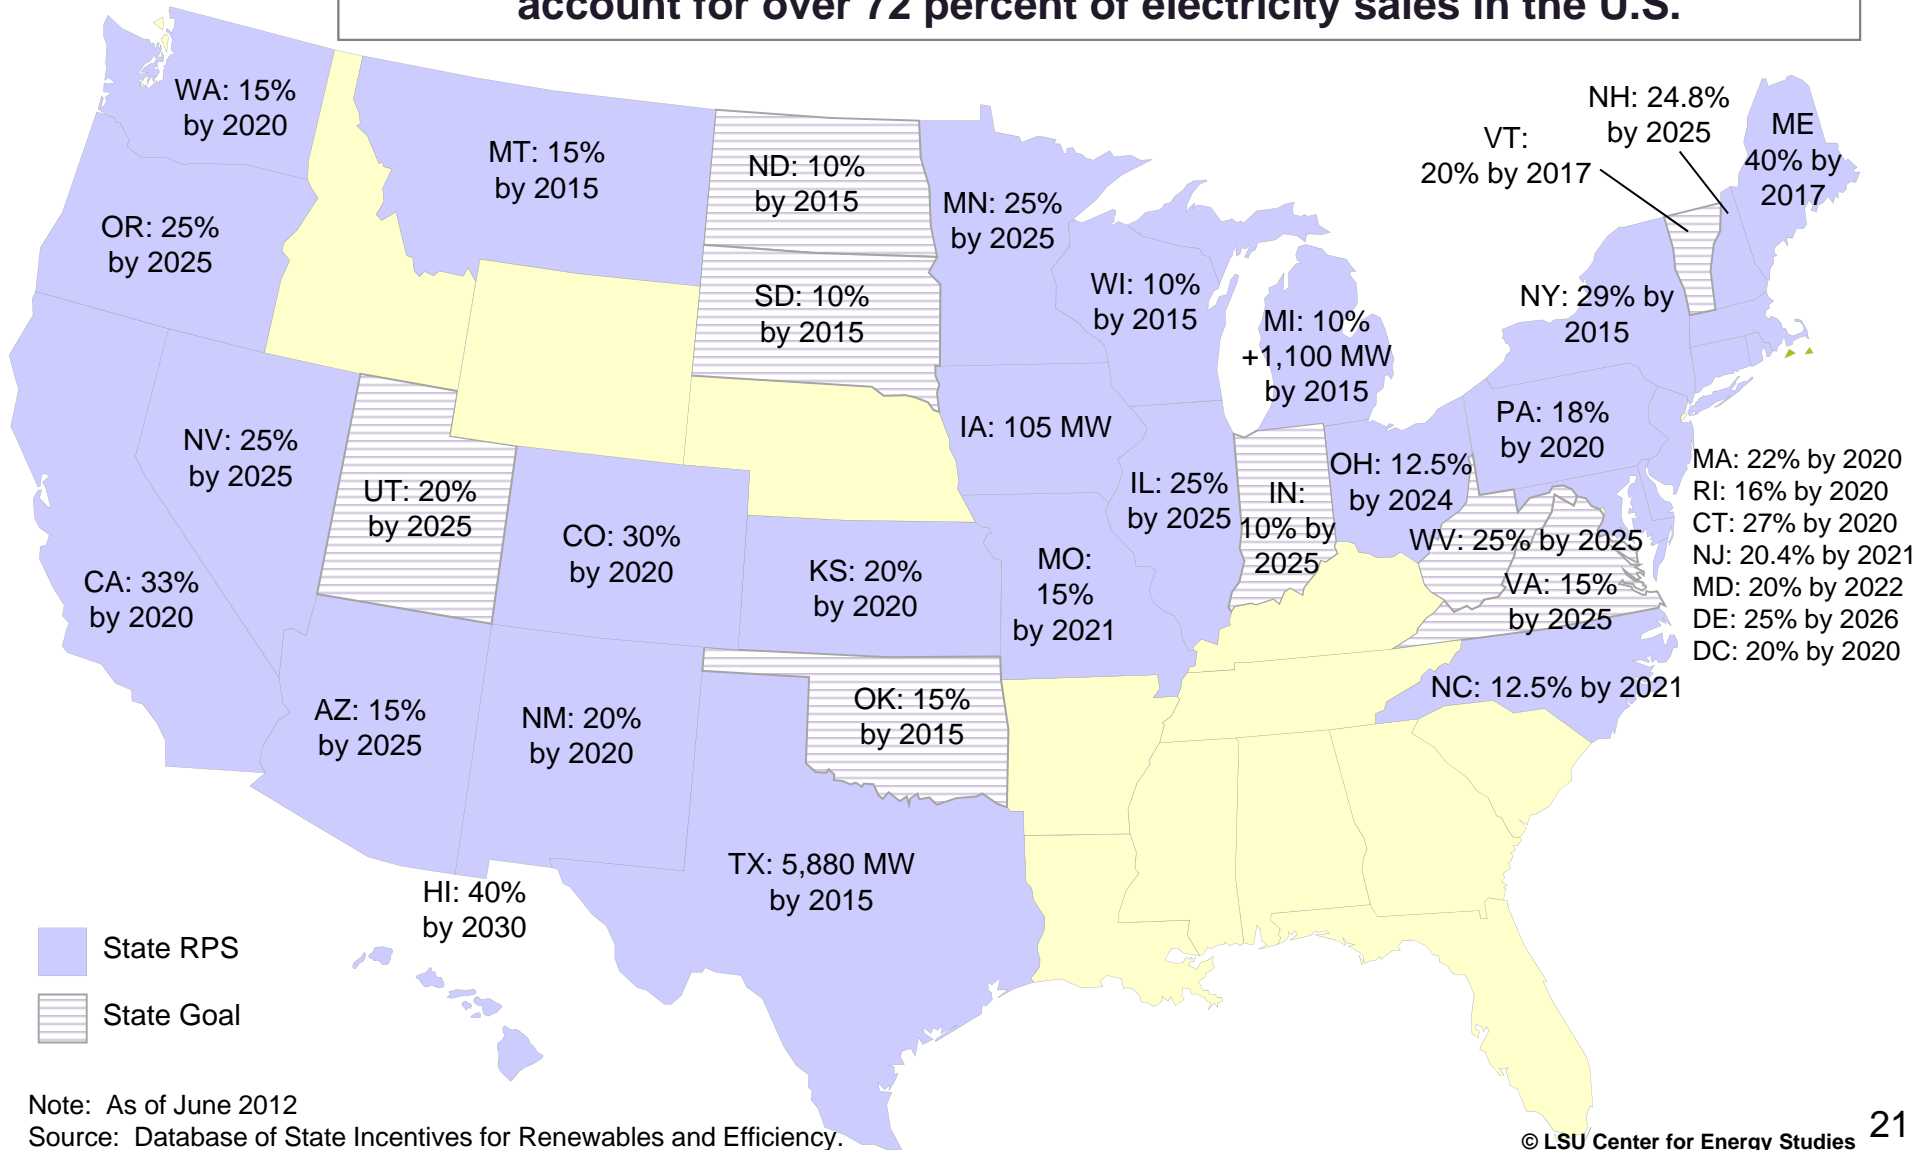 account for over 72 percent of electricity sales in the U.S.
WA: 15%
by 2020
MT: 15%
by 2015
ND: 10%
by 2015
MN: 25%
by 2025
VT:
20% by 2017
NH: 24.8%
by 2025
ME
40% by
2017
OR: 25%
by 2025
SD: 10%
by 2015
WI: 10%
by 2015
MI: 10%
+1,100 MW
by 2015
NY: 29% by
2015
NV: 25%
by 2025
UT: 20%
by 2025
CO: 30%
by 2020
IA: 105 MW
IL: 25%
by 2025
IN:
10% by
2025
OH: 12.5%
by 2024
PA: 18%
by 2020
MA: 22% by 2020
RI: 16% by 2020
CT: 27% by 2020
NJ: 20.4% by 2021
MD: 20% by 2022
DE: 25% by 2026
DC: 20% by 2020
WV: 25% by 2025
VA: 15%
by 2025
CA: 33%
by 2020
KS: 20%
by 2020
MO:
15%
by 2021
NC: 12.5% by 2021
AZ: 15%
by 2025
NM: 20%
by 2020
OK: 15%
by 2015
TX: 5,880 MW
by 2015
HI: 40%
by 2030
State RPS
State Goal
Note: As of June 2012
Source: Database of State Incentives for Renewables and Efficiency.
© LSU Center for Energy Studies
21